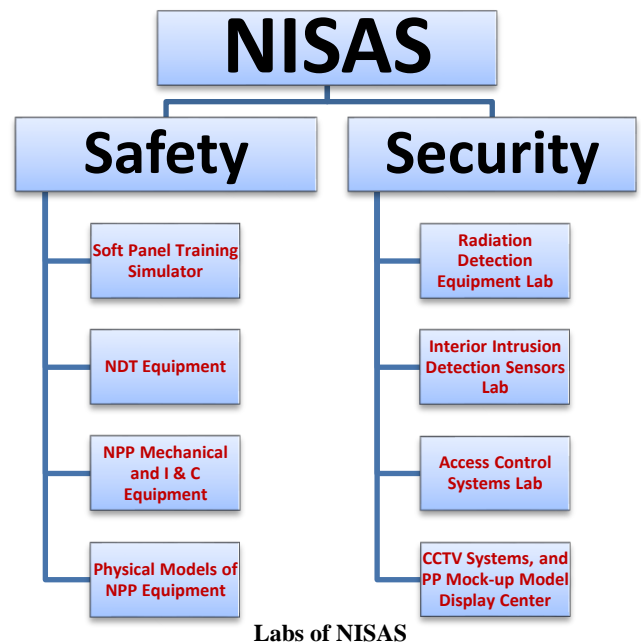 NISAS
Safety
Soft Panel Training
Simulator
NDT Equipment
NPP Mechanical
and I & C
Equipment
Physical Models of
NPP Equipment
Security
Radiation
Detection
Equipment Lab
Interior Intrusion
Detection Sensors
Lab
Access Control
Systems Lab
CCTV Systems, and
PP Mock-up Model
Display Center
Labs of NISAS